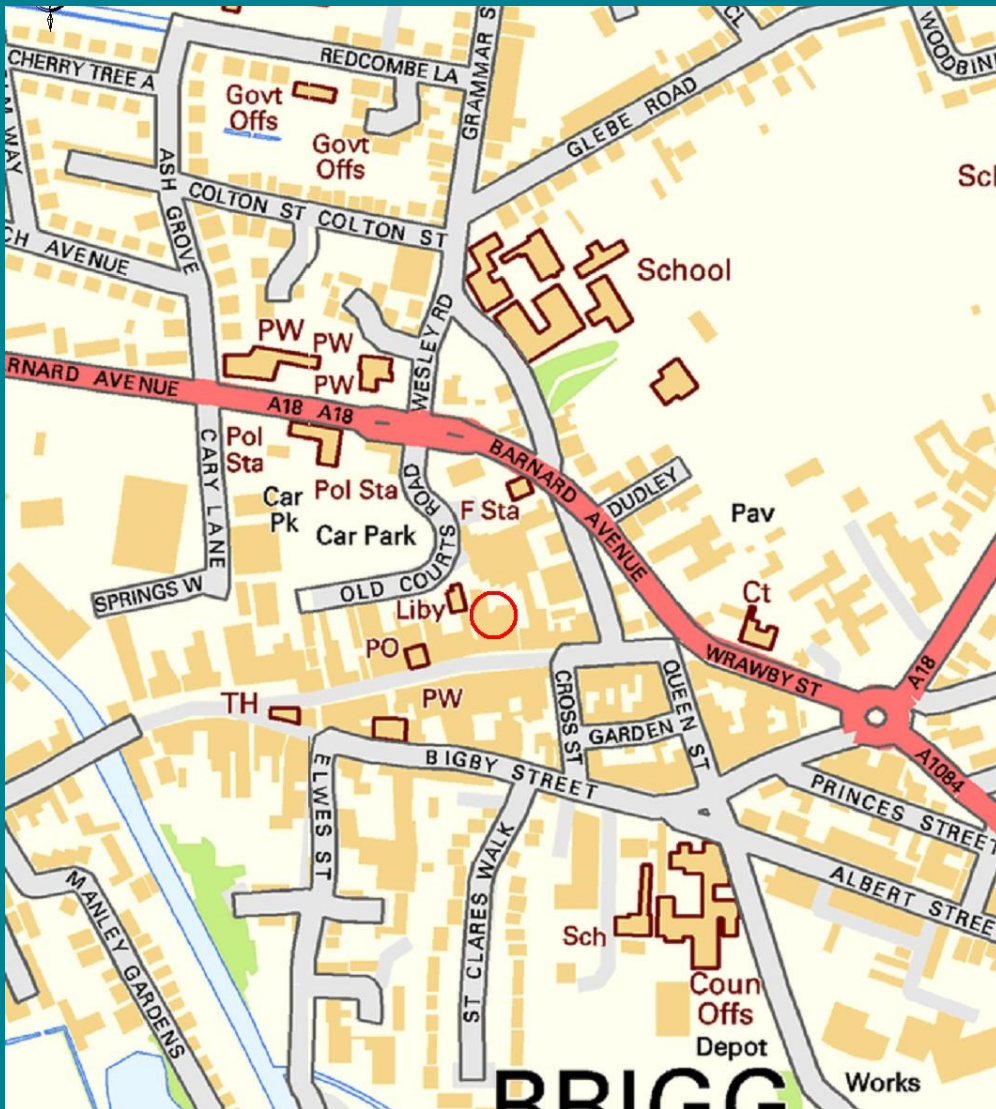 REDCOMBE LA
GRAMMAR S
CL
WOODBIN
CHERRY TREE A
Govt
Offs
GLEBE ROAD
M WAY
Govt
Offs
ASH GROVE
Sch
COLTON ST COLTON ST
CH AVENUE
School
WESLEY RD
PW PW
PW
RNARD AVENUE
A18 A18
Pol
Sta
CARY LANE
BARNARD AVENUE
Pol Sta
OLD COURTS ROAD
DUDLEY
Car
Pk
Car Park
F Sta
Pav
SPRINGS W
Liby
Ct
PO
WRAWBY ST
A18
TH
PW
CROSS ST
QUEEN ST
GARDEN
BIGBY STREET
A1084
ELWES ST
PRINCES STREET
ST CLARES WALK
ALBERT STREE
MANLEY GARDENS
Sch
Coun
Offs
Depot
BRIGG
Works